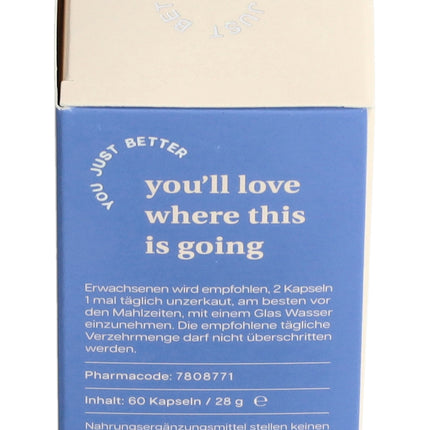 JUST BET
YOU JUST BETTER
you'll love
where this
is going
Erwachsenen wird empfohlen, 2 Kapseln
1 mal täglich unzerkaut, am besten vor
den Mahlzeiten, mit einem Glas Wasser
einzunehmen. Die empfohlene tägliche
Verzehrmenge darf nicht überschritten
werden.
Pharmacode: 7808771
Inhalt: 60 Kapseln / 28 g ℮
Nahrungsergänzungsmittel stellen keinen